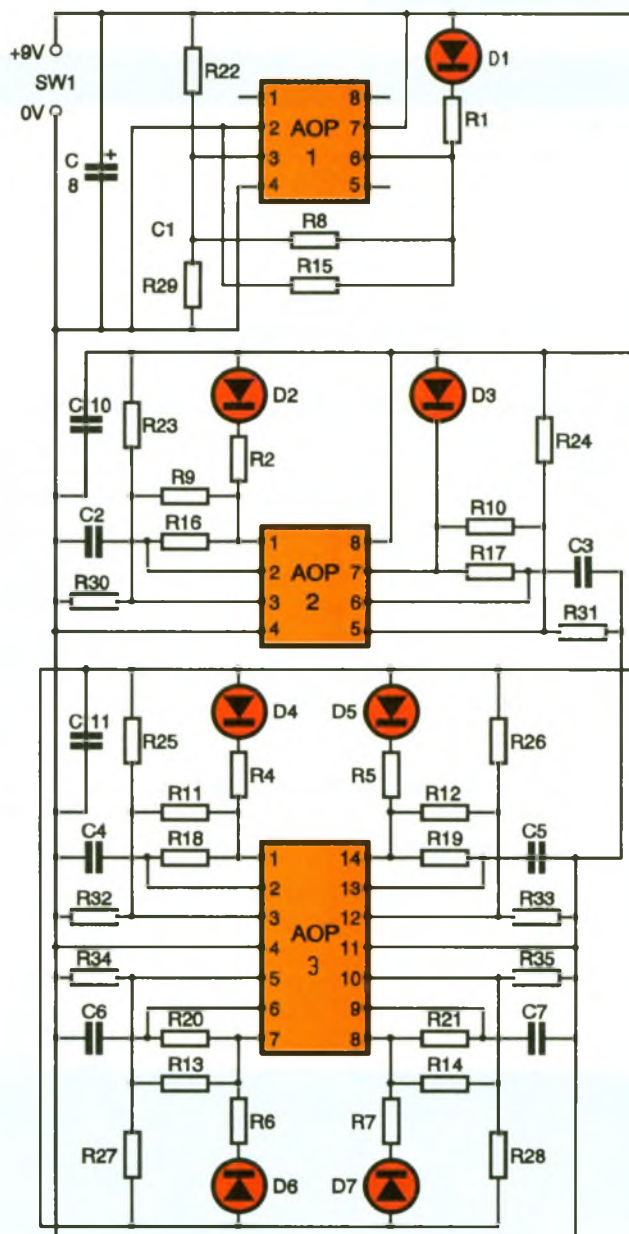 +9V
SW1
0V
C
8
+
R22
1
2
3
4
AOP
1
8
7
6
5
D1
R1
C1
R8
R15
R29
C 10
R23
D2
R2
D3
R24
R9
R16
R10
R17
C2
C3
R30
R31
1
2
3
4
AOP
2
8
7
6
5
C 11
R25
D4
R4
D5
R5
R26
R11
R18
R12
R19
C4
C5
R32
R33
R34
R35
1
2
3
4
5
6
7
AOP
3
14
13
12
11
10
9
8
C6
R20
R21
C7
R13
R14
R6
R7
R27
R28
D6
D7